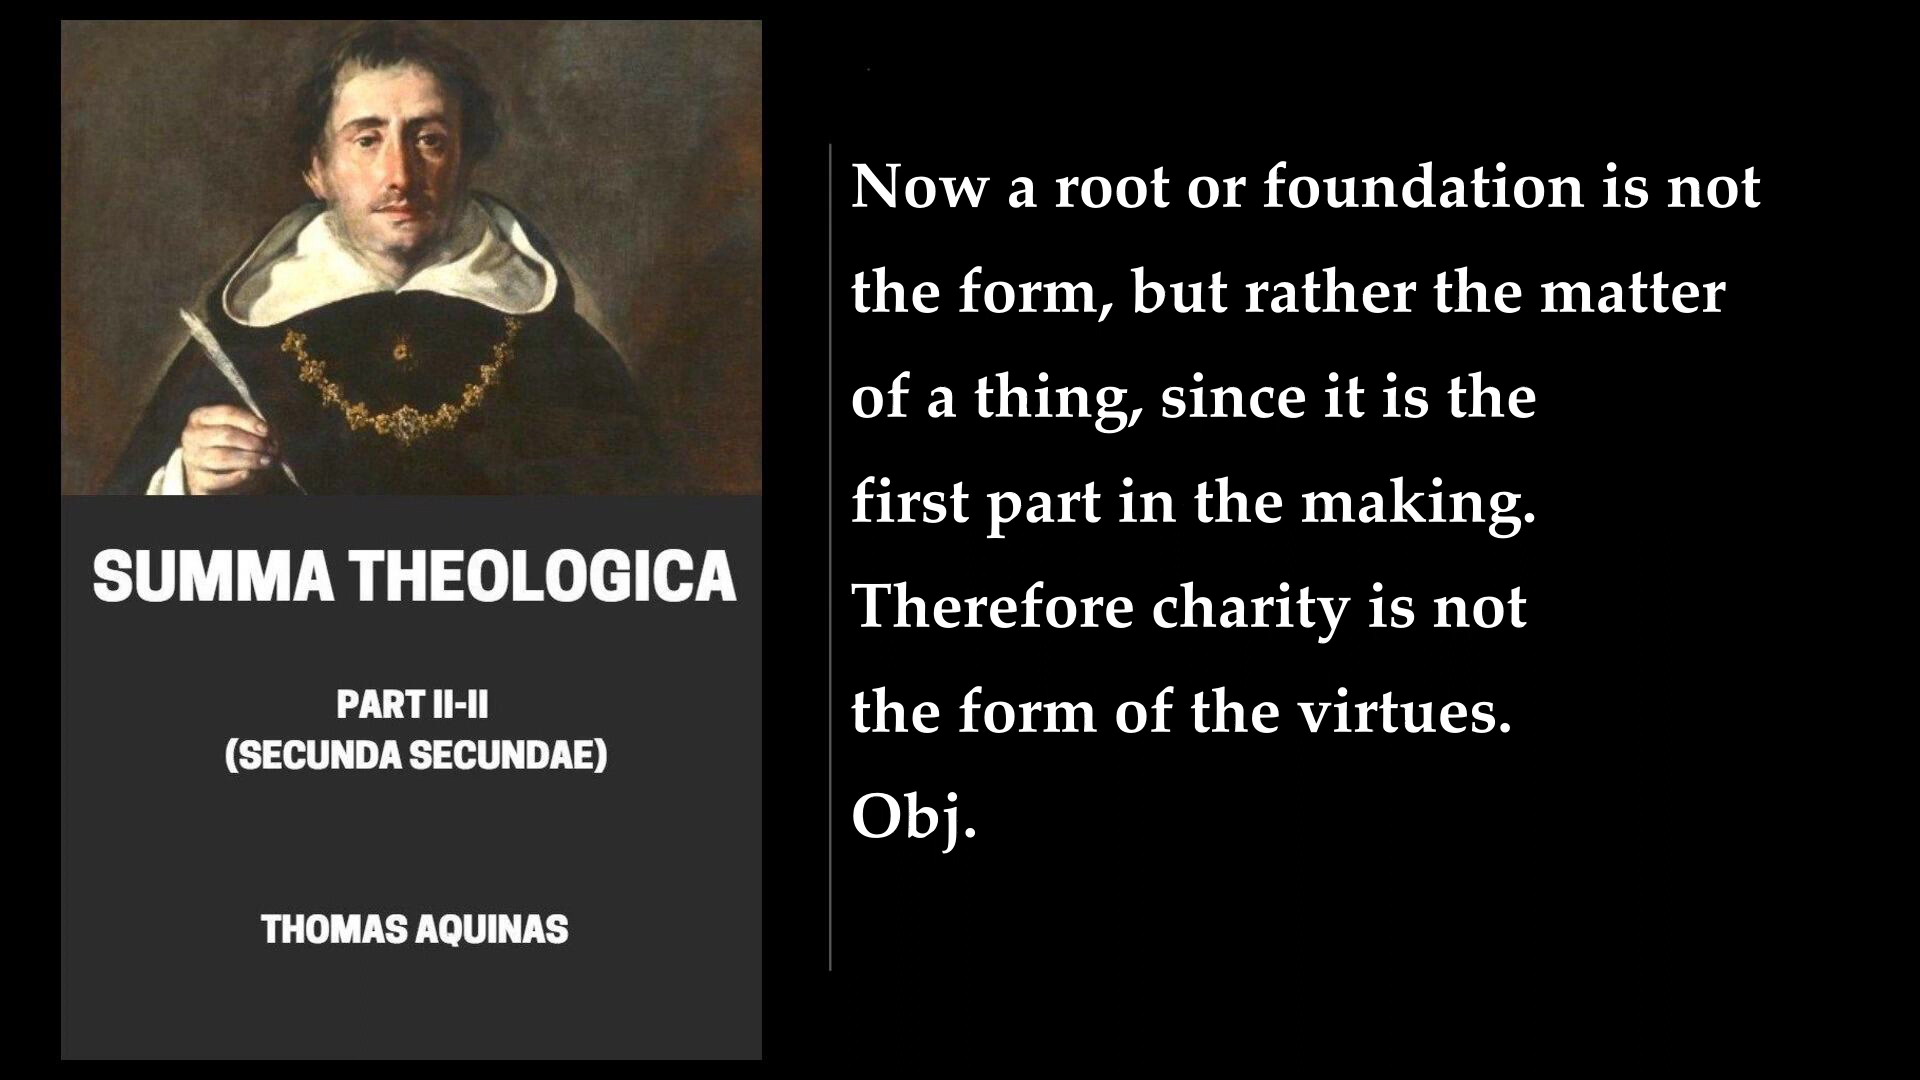 SUMMA THEOLOGICA
PART II-II
(SECUNDA SECUNDAE)
THOMAS AQUINAS
Now a root or foundation is not
the form, but rather the matter
of a thing, since it is the
first part in the making.
Therefore charity is not
the form of the virtues.
Obj.